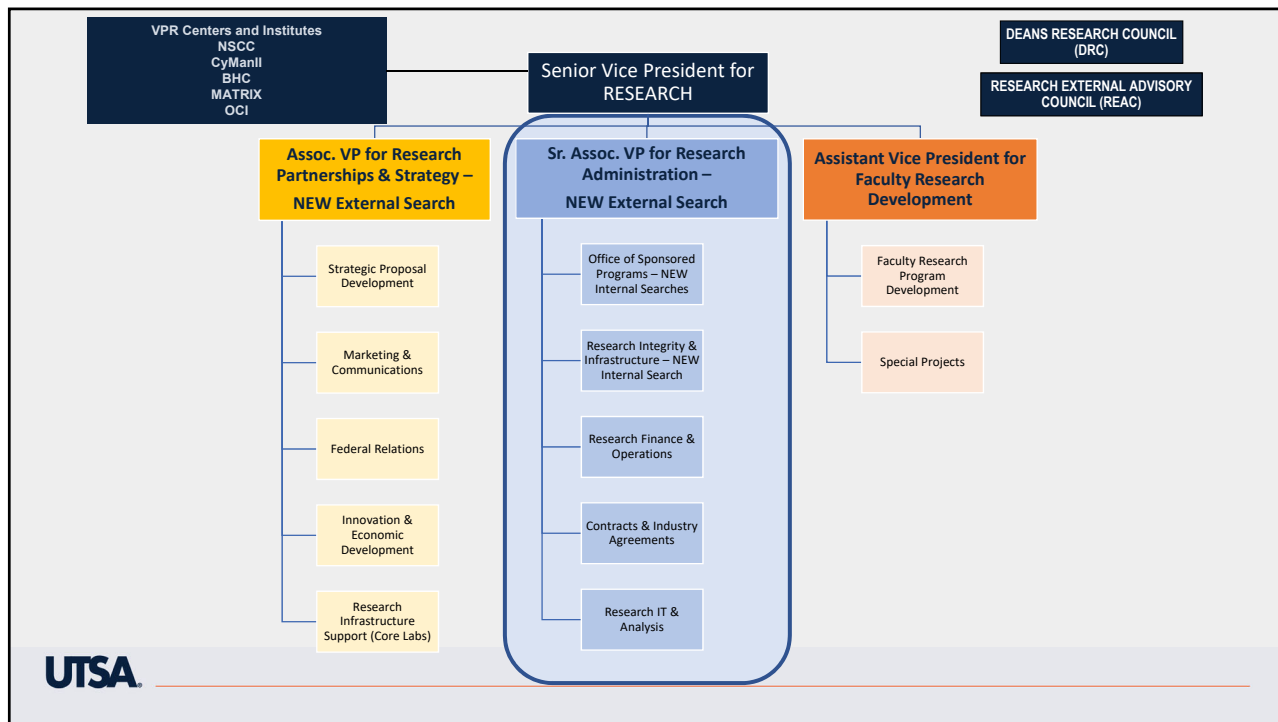 VPR Centers and Institutes
NSCC
CyManII
BHC
MATRIX
OCI
Senior Vice President for
RESEARCH
DEANS RESEARCH COUNCIL
(DRC)
RESEARCH EXTERNAL ADVISORY
COUNCIL (REAC)
Assoc. VP for Research
Partnerships & Strategy –
NEW External Search
Strategic Proposal
Development
Marketing &
Communications
Federal Relations
Innovation &
Economic
Development
Research
Infrastructure
Support (Core Labs)
Sr. Assoc. VP for Research
Administration –
NEW External Search
Office of Sponsored
Programs – NEW
Internal Searches
Research Integrity &
Infrastructure – NEW
Internal Search
Research Finance &
Operations
Contracts & Industry
Agreements
Research IT &
Analysis
Assistant Vice President for
Faculty Research
Development
Faculty Research
Program
Development
Special Projects
UTSA.